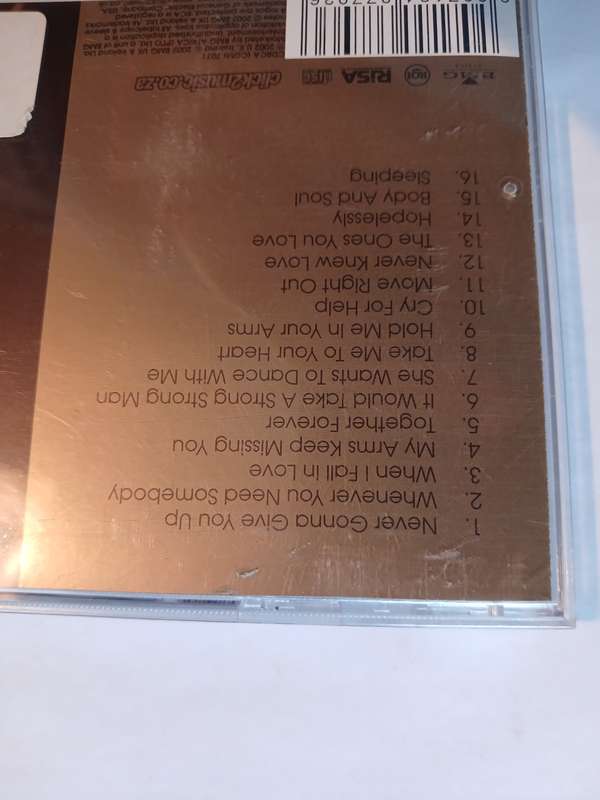 1. Never Gonna Give You Up
2. Whenever You Need Somebody
3. When I Fall in Love
4. My Arms Keep Missing You
5. Together Forever
6. It Would Take A Strong Man
7. She Wants To Dance With Me
8. Take Me To Your Heart
9. Hold Me In Your Arms
10. Cry For Help
11. Move Right Out
12. Never Knew Love
13. The Ones You Love
14. Hopelessly
15. Body And Soul
16. Sleeping
BMG RISA click2music.co.za